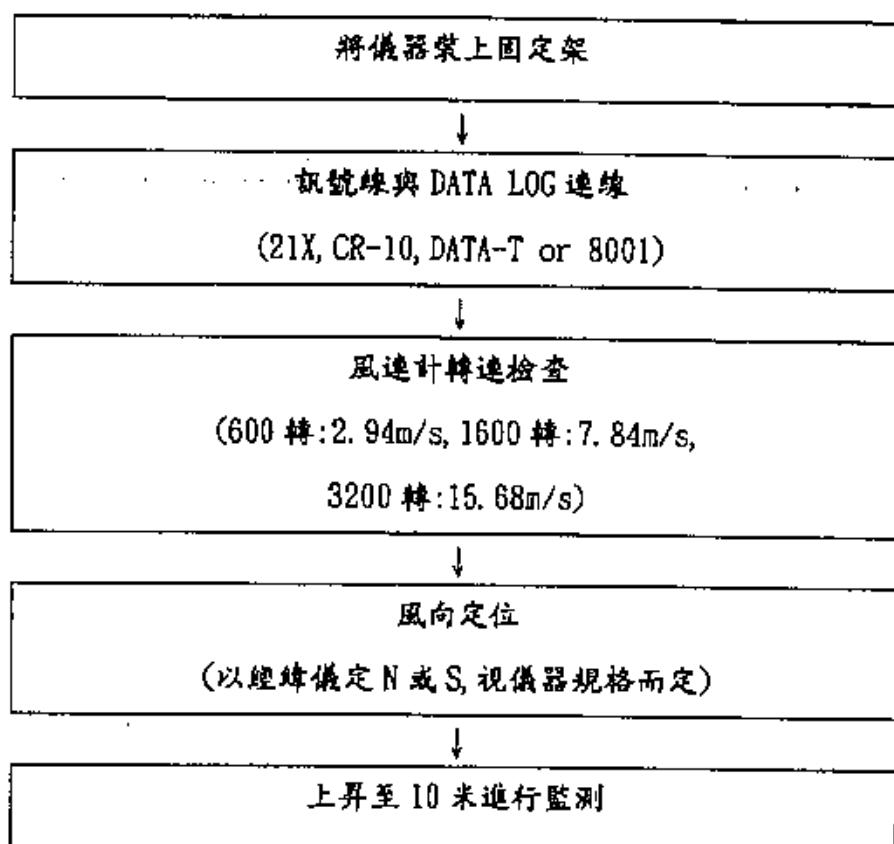 將儀器裝上固定架
↓
訊號線與 DATA LOG 連線
(21X, CR-10, DATA-T or 8001)
↓
風速計轉速檢查
(600 轉:2.94m/s, 1600 轉:7.84m/s,
3200 轉:15.68m/s)
↓
風向定位
(以經緯儀定 N 或 S, 視儀器規格而定)
↓
上昇至 10 米進行監測